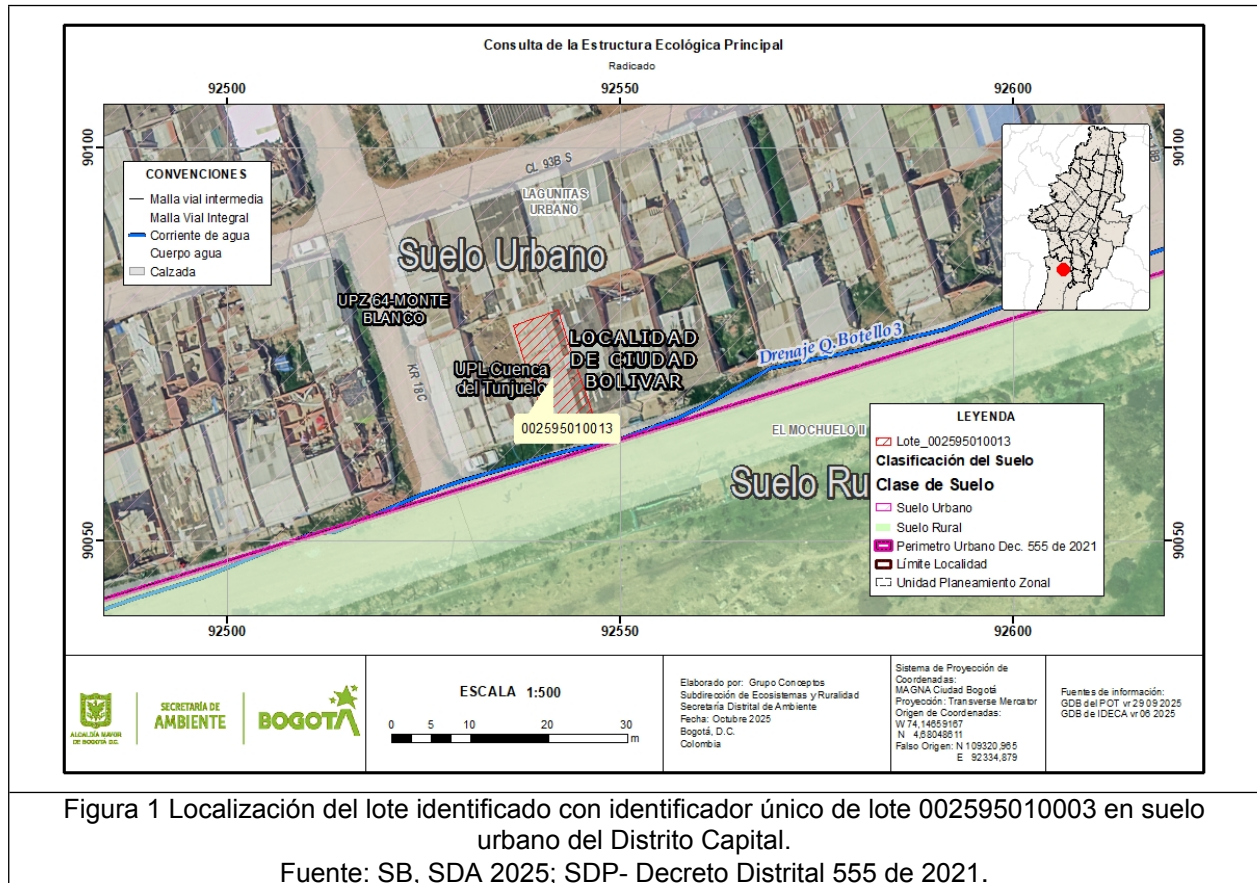 Consulta de la Estructura Ecológica Principal
Radicado
92500
92550
92600
90100
90100
CONVENCIONES
Malla vial intermedia
Malla Vial Integral
Corriente de agua
Cuerpo agua
Calzada
CL 93B S
LAGUNITAS
URBANO
Suelo Urbano
UPZ 64-MONTE
BLANCO
LOCALIDAD
DE CIUDAD
BOLIVAR
UPL Cuenca
del Tunjuelo
KR 18C
Drenaje Q.Botello 3
002595010013
EL MOCHUELO II
Suelo Ru
LEYENDA
Lote_002595010013
Clasificación del Suelo
Clase de Suelo
Suelo Urbano
Suelo Rural
Perimetro Urbano Dec. 555 de 2021
Límite Localidad
Unidad Planeamiento Zonal
90050
90050
92500
92550
92600
ALCALDÍA MAYOR
DE BOGOTÁ D.C.
SECRETARÍA DE
AMBIENTE
BOGOTÁ
ESCALA 1:500
0 5 10 20 30
m
Elaborado por: Grupo Conceptos
Subdirección de Ecosistemas y Ruralidad
Secretaría Distrital de Ambiente
Fecha: Octubre 2025
Bogotá, D.C.
Colombia
Sistema de Proyección de
Coordenadas:
MAGNA Ciudad Bogotá
Proyección: Transverse Mercator
Origen de Coordenadas:
W 74,14659167
N 4,68048611
Falso Origen: N 109320,965
E 92334,879
Fuentes de información:
GDB del POT vr 29 09 2025
GDB de IDECA vr 06 2025
Figura 1 Localización del lote identificado con identificador único de lote 002595010003 en suelo
urbano del Distrito Capital.
Fuente: SB, SDA 2025; SDP- Decreto Distrital 555 de 2021.